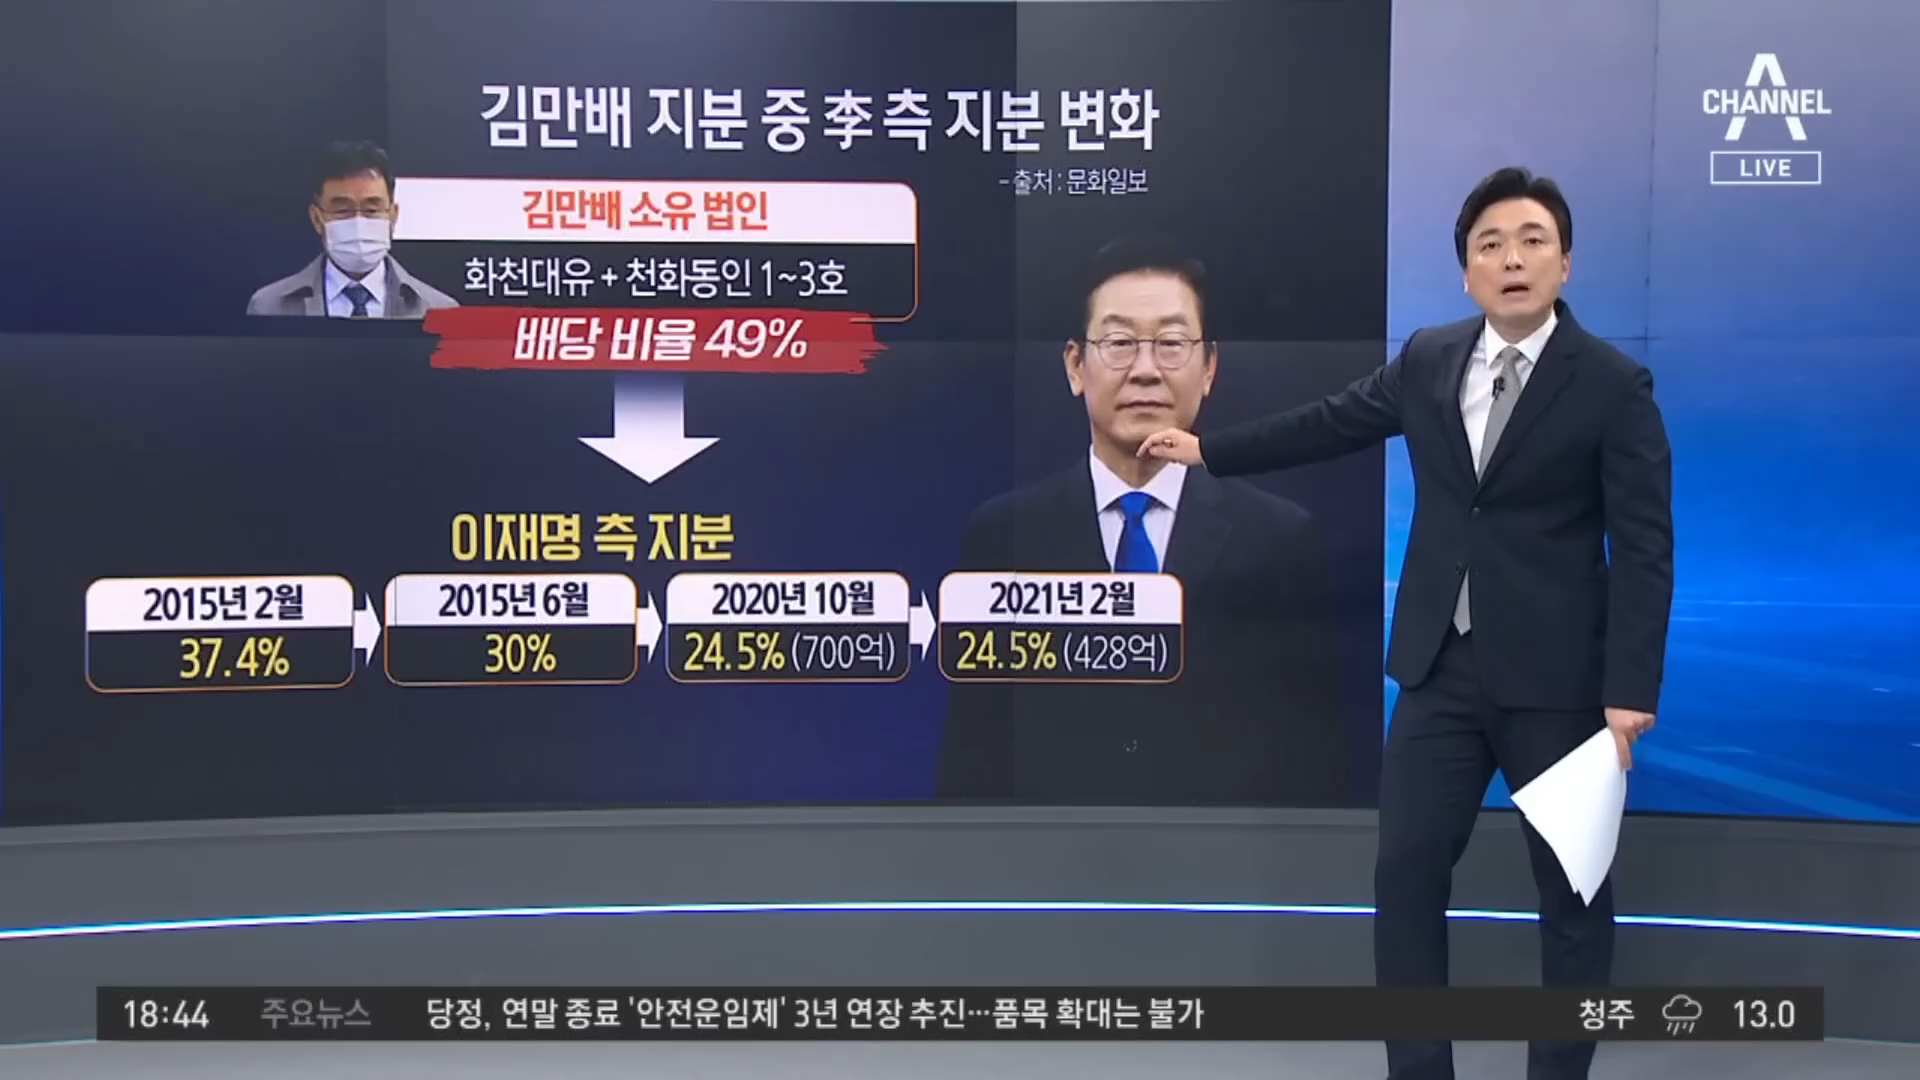 김만배 지분 중 李 측 지분 변화
- 출처 : 문화일보
김만배 소유 법인
화천대유 + 천화동인 1~3호
배당 비율 49%
이재명 측 지분
2015년 2월
37.4%
2015년 6월
30%
2020년 10월
24.5% (700억)
2021년 2월
24.5% (428억)
CHANNEL A
LIVE
18:44 주요뉴스 당정, 연말 종료 '안전운임제' 3년 연장 추진…품목 확대는 불가 청주 13.0